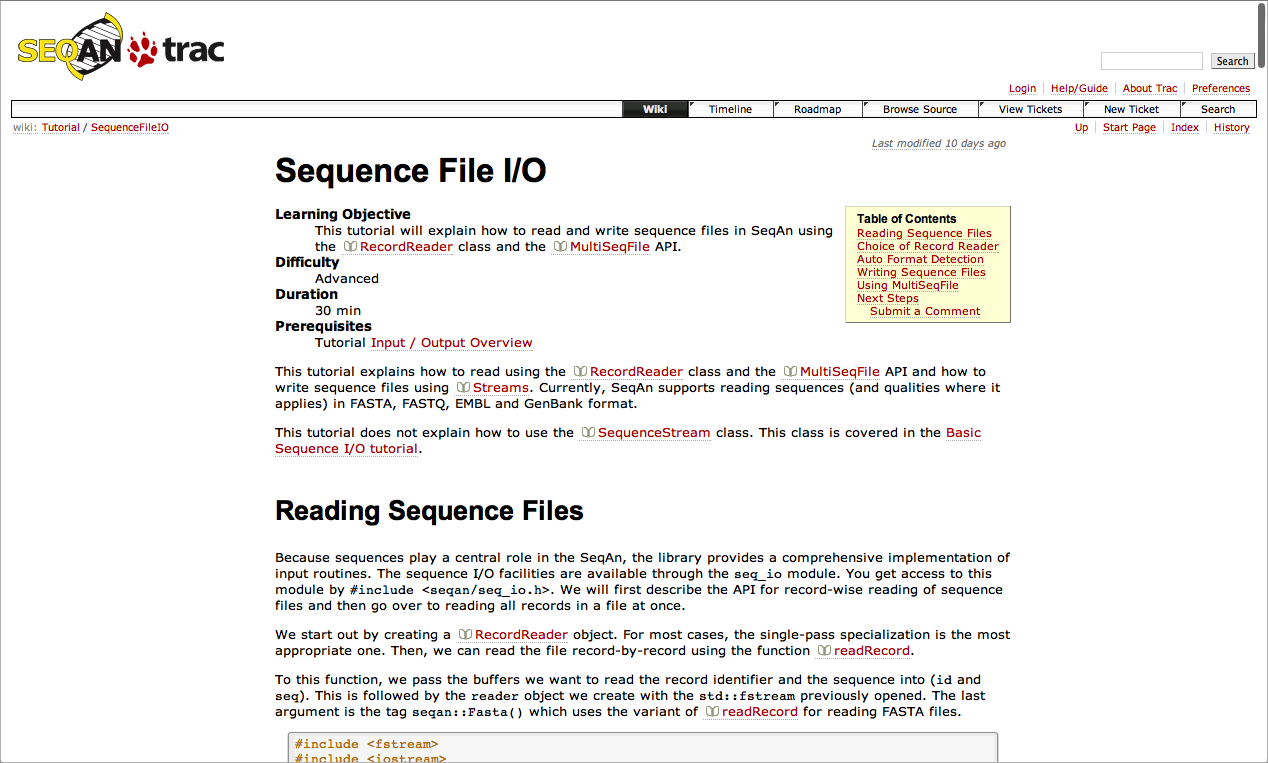 SEQAN trac
Search
Login Help/Guide About Trac Preferences
Wiki Timeline Roadmap Browse Source View Tickets New Ticket Search
wiki: Tutorial / SequenceFileIO
Up Start Page Index History
Last modified 10 days ago
Sequence File I/O
Learning Objective
This tutorial will explain how to read and write sequence files in SeqAn using
the RecordReader class and the MultiSeqFile API.
Difficulty
Advanced
Duration
30 min
Prerequisites
Tutorial Input / Output Overview
Table of Contents
Reading Sequence Files
Choice of Record Reader
Auto Format Detection
Writing Sequence Files
Using MultiSeqFile
Next Steps
Submit a Comment
This tutorial explains how to read using the RecordReader class and the MultiSeqFile API and how to
write sequence files using Streams. Currently, SeqAn supports reading sequences (and qualities where it
applies) in FASTA, FASTQ, EMBL and GenBank format.
This tutorial does not explain how to use the SequenceStream class. This class is covered in the Basic
Sequence I/O tutorial.
Reading Sequence Files
Because sequences play a central role in the SeqAn, the library provides a comprehensive implementation of
input routines. The sequence I/O facilities are available through the seq_io module. You get access to this
module by #include <seqan/seq_io.h>. We will first describe the API for record-wise reading of sequence
files and then go over to reading all records in a file at once.
We start out by creating a RecordReader object. For most cases, the single-pass specialization is the most
appropriate one. Then, we can read the file record-by-record using the function readRecord.
To this function, we pass the buffers we want to read the record identifier and the sequence into (id and
seq). This is followed by the reader object we create with the std::fstream previously opened. The last
argument is the tag seqan::Fasta() which uses the variant of readRecord for reading FASTA files.
#include <fstream>
#include <iostream>